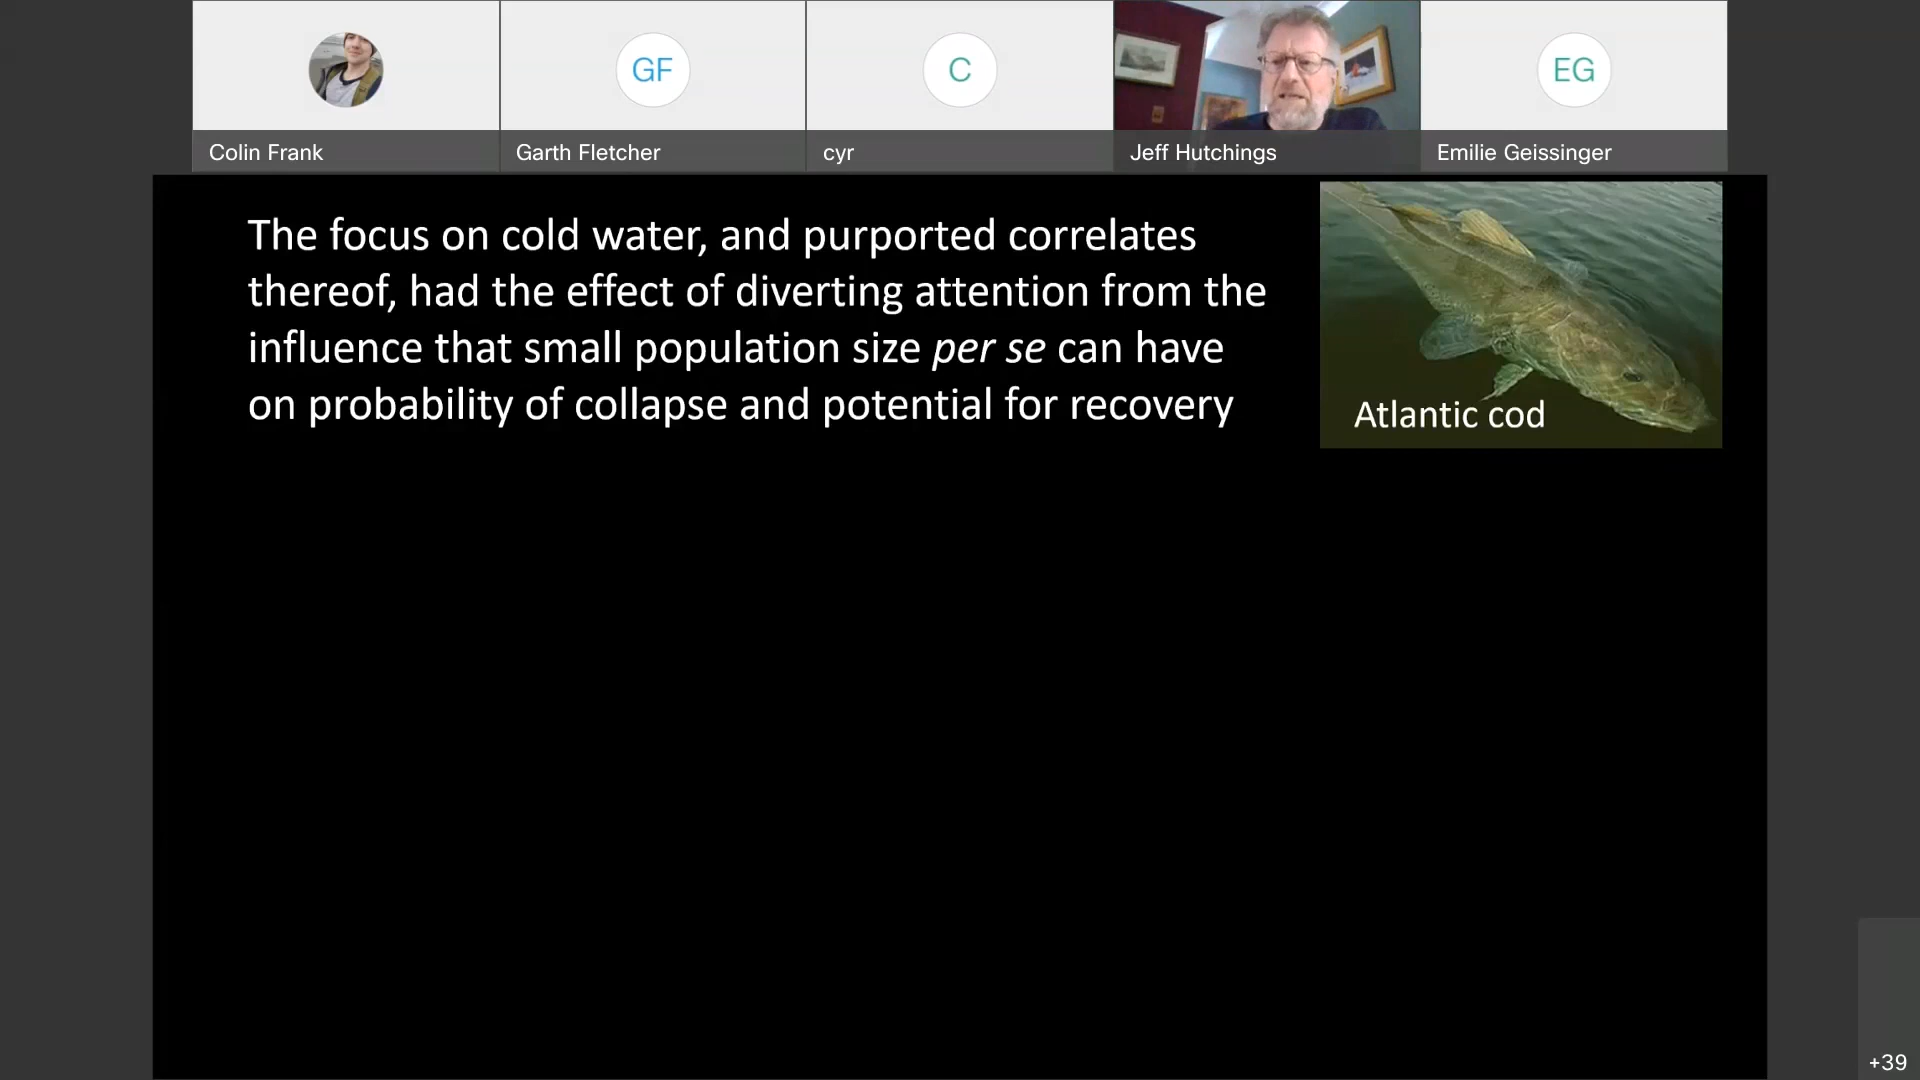 GF
C
EG
Colin Frank
Garth Fletcher
cyr
Jeff Hutchings
Emilie Geissinger
The focus on cold water, and purported correlates
thereof, had the effect of diverting attention from the
influence that small population size per se can have
on probability of collapse and potential for recovery
Atlantic cod
+39